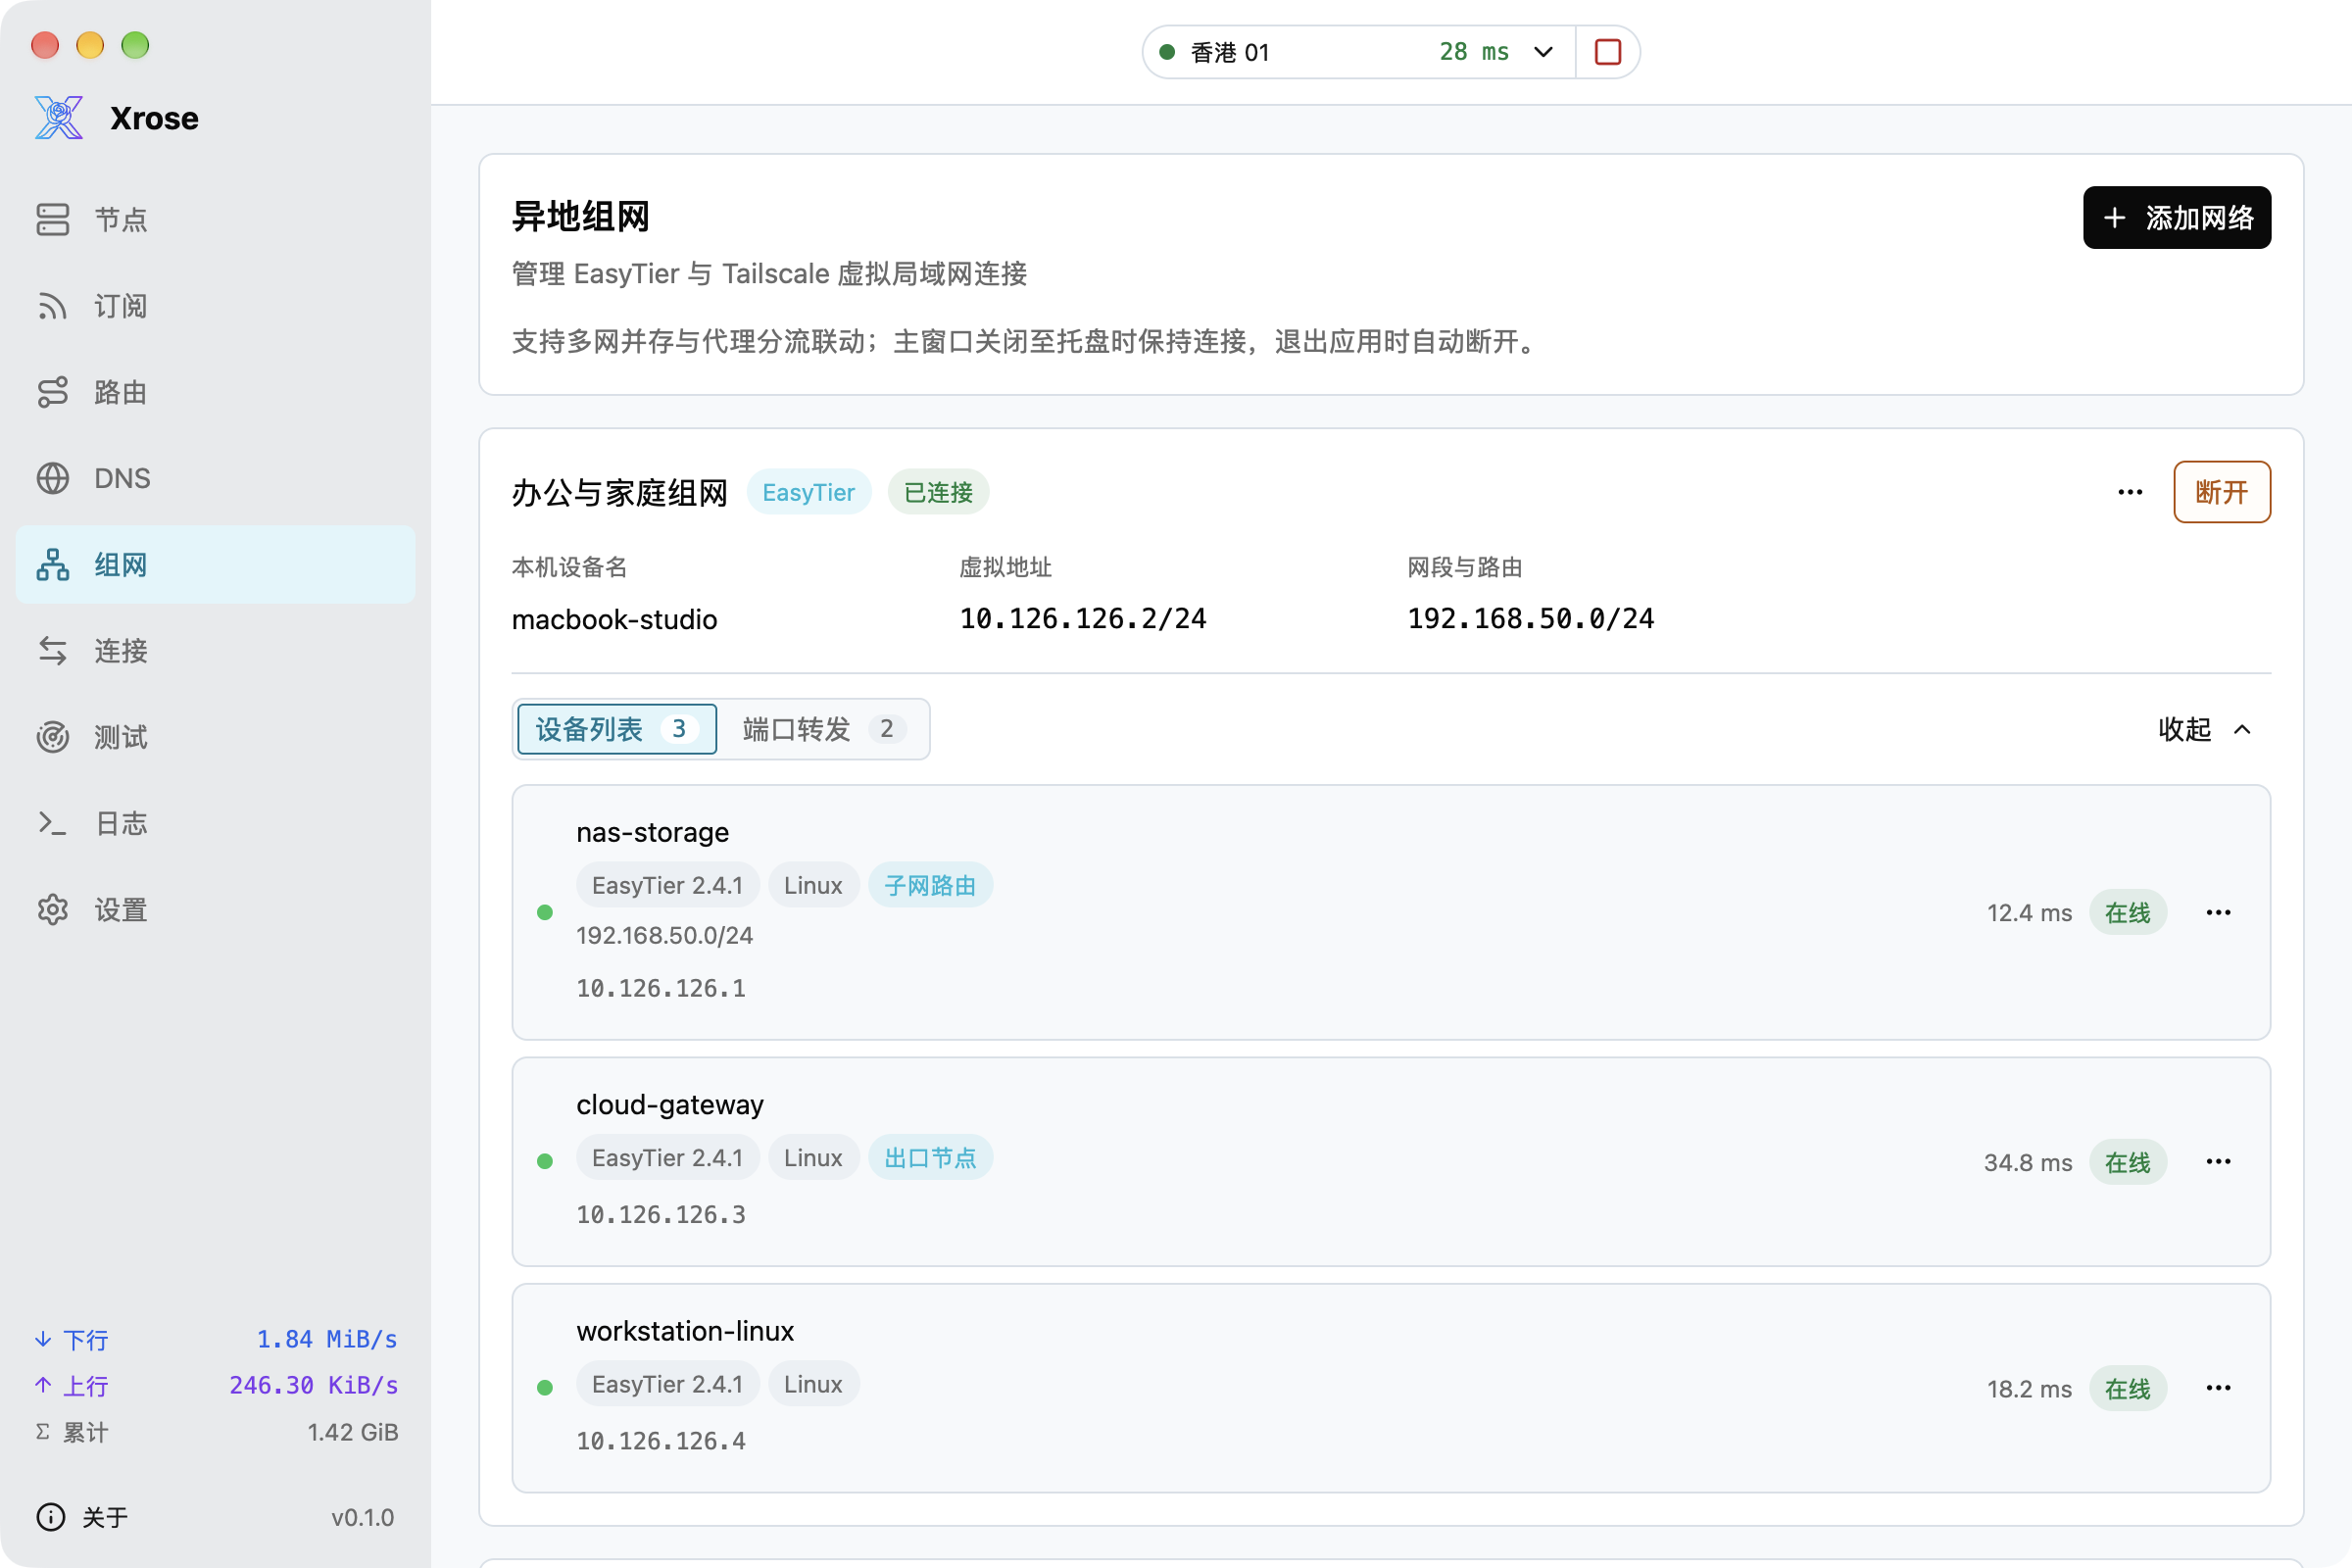 Xrose
节点
订阅
路由
DNS
组网
连接
测试
日志
设置
↓ 下行 1.84 MiB/s
↑ 上行 246.30 KiB/s
Σ 累计 1.42 GiB
关于 v0.1.0
香港 01 28 ms
异地组网
+ 添加网络
管理 EasyTier 与 Tailscale 虚拟局域网连接
支持多网并存与代理分流联动；主窗口关闭至托盘时保持连接，退出应用时自动断开。
办公与家庭组网 EasyTier 已连接 ··· 断开
本机设备名 虚拟地址 网段与路由
macbook-studio 10.126.126.2/24 192.168.50.0/24
设备列表 3 端口转发 2 收起
nas-storage
EasyTier 2.4.1 Linux 子网路由
192.168.50.0/24
10.126.126.1
12.4 ms 在线 ···
cloud-gateway
EasyTier 2.4.1 Linux 出口节点
10.126.126.3
34.8 ms 在线 ···
workstation-linux
EasyTier 2.4.1 Linux
10.126.126.4
18.2 ms 在线 ···